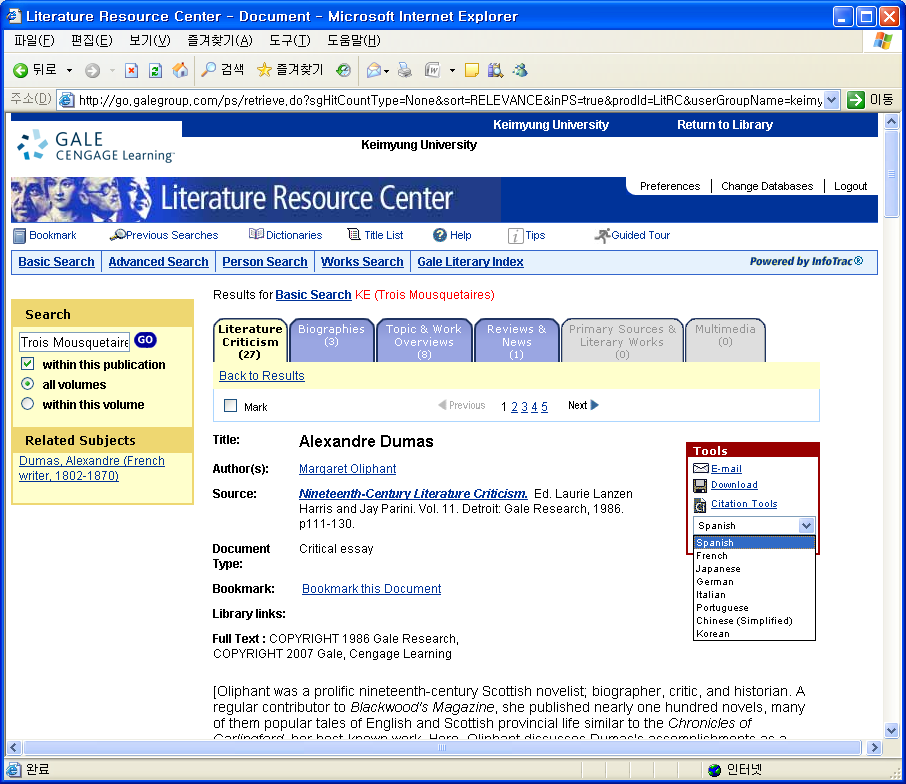 Literature Resource Center - Document - Microsoft Internet Explorer
파일(F) 편집(E) 보기(V) 즐겨찾기(A) 도구(T) 도움말(H)
뒤로 검색 즐겨찾기
주소(D) http://go.galegroup.com/ps/retrieve.do?sgHitCountType=None&sort=RELEVANCE&inPS=true&prodId=LitRC&userGroupName=keimy 이동
Keimyung University Return to Library
GALE
CENGAGE Learning™
Keimyung University
Literature Resource Center
Preferences Change Databases Logout
Bookmark Previous Searches Dictionaries Title List Help Tips Guided Tour
Basic Search Advanced Search Person Search Works Search Gale Literary Index Powered by InfoTrac®
Results for Basic Search KE (Trois Mousquetaires)
Search
Trois Mousquetaire GO
within this publication
all volumes
within this volume
Related Subjects
Dumas, Alexandre (French
writer, 1802-1870)
Literature
Criticism
(27)
Biographies
(3)
Topic & Work
Overviews
(8)
Reviews &
News
(1)
Primary Sources &
Literary Works
(0)
Multimedia
(0)
Back to Results
Mark Previous 1 2 3 4 5 Next
Title: Alexandre Dumas
Author(s): Margaret Oliphant
Source: Nineteenth-Century Literature Criticism. Ed. Laurie Lanzen
Harris and Jay Parini. Vol. 11. Detroit: Gale Research, 1986.
p111-130.
Document
Type:
Critical essay
Bookmark: Bookmark this Document
Library links:
Full Text : COPYRIGHT 1986 Gale Research,
COPYRIGHT 2007 Gale, Cengage Learning
Tools
E-mail
Download
Citation Tools
Spanish
Spanish
French
Japanese
German
Italian
Portuguese
Chinese (Simplified)
Korean
[Oliphant was a prolific nineteenth-century Scottish novelist, biographer, critic, and historian. A
regular contributor to Blackwood's Magazine, she published nearly one hundred novels, many
of them popular tales of English and Scottish provincial life similar to the Chronicles of
Carlingford, her best-known work. Here, Oliphant discusses Dumas's accomplishments as a
완료 인터넷